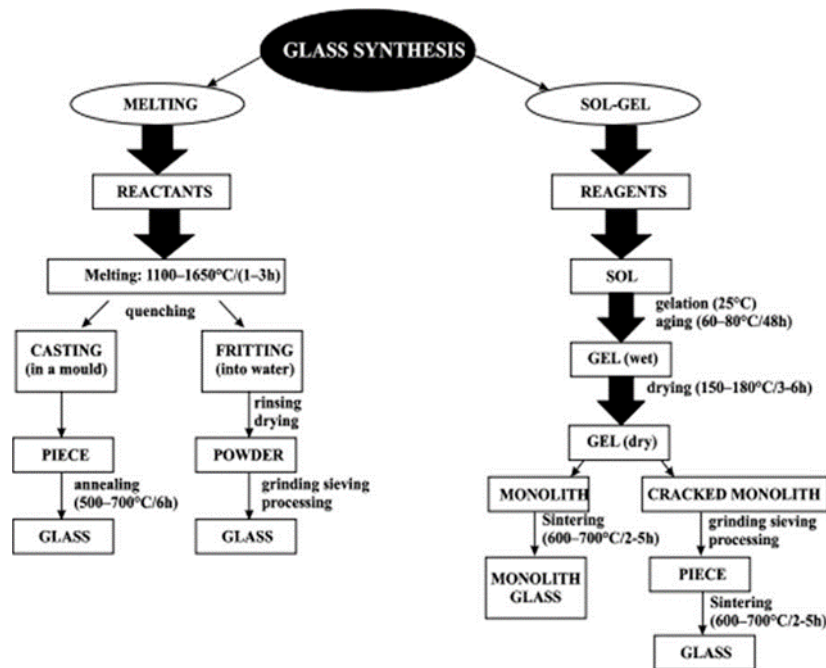 GLASS SYNTHESIS
MELTING
REACTANTS
Melting: 1100–1650°C/(1–3h)
quenching
CASTING
(in a mould)
PIECE
annealing
(500–700°C/6h)
GLASS
FRITTING
(into water)
rinsing
drying
POWDER
grinding sieving
processing
GLASS
SOL-GEL
REAGENTS
SOL
gelation (25°C)
aging (60–80°C/48h)
GEL (wet)
drying (150–180°C/3-6h)
GEL (dry)
MONOLITH
Sintering
(600–700°C/2-5h)
MONOLITH
GLASS
CRACKED MONOLITH
grinding sieving
processing
PIECE
Sintering
(600–700°C/2-5h)
GLASS